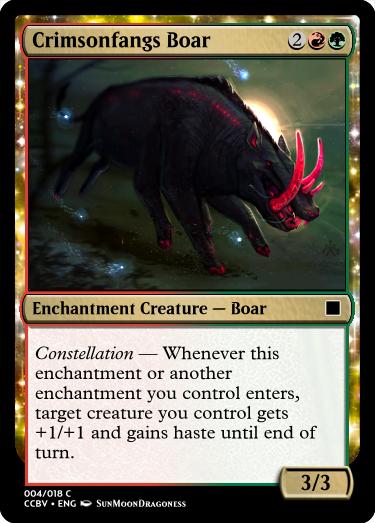 Crimsonfangs Boar 2
Enchantment Creature — Boar
Constellation — Whenever this
enchantment or another
enchantment you control enters,
target creature you control gets
+1/+1 and gains haste until end of
turn.
3/3
004/018 C
CCBV • ENG SunMoonDragoness